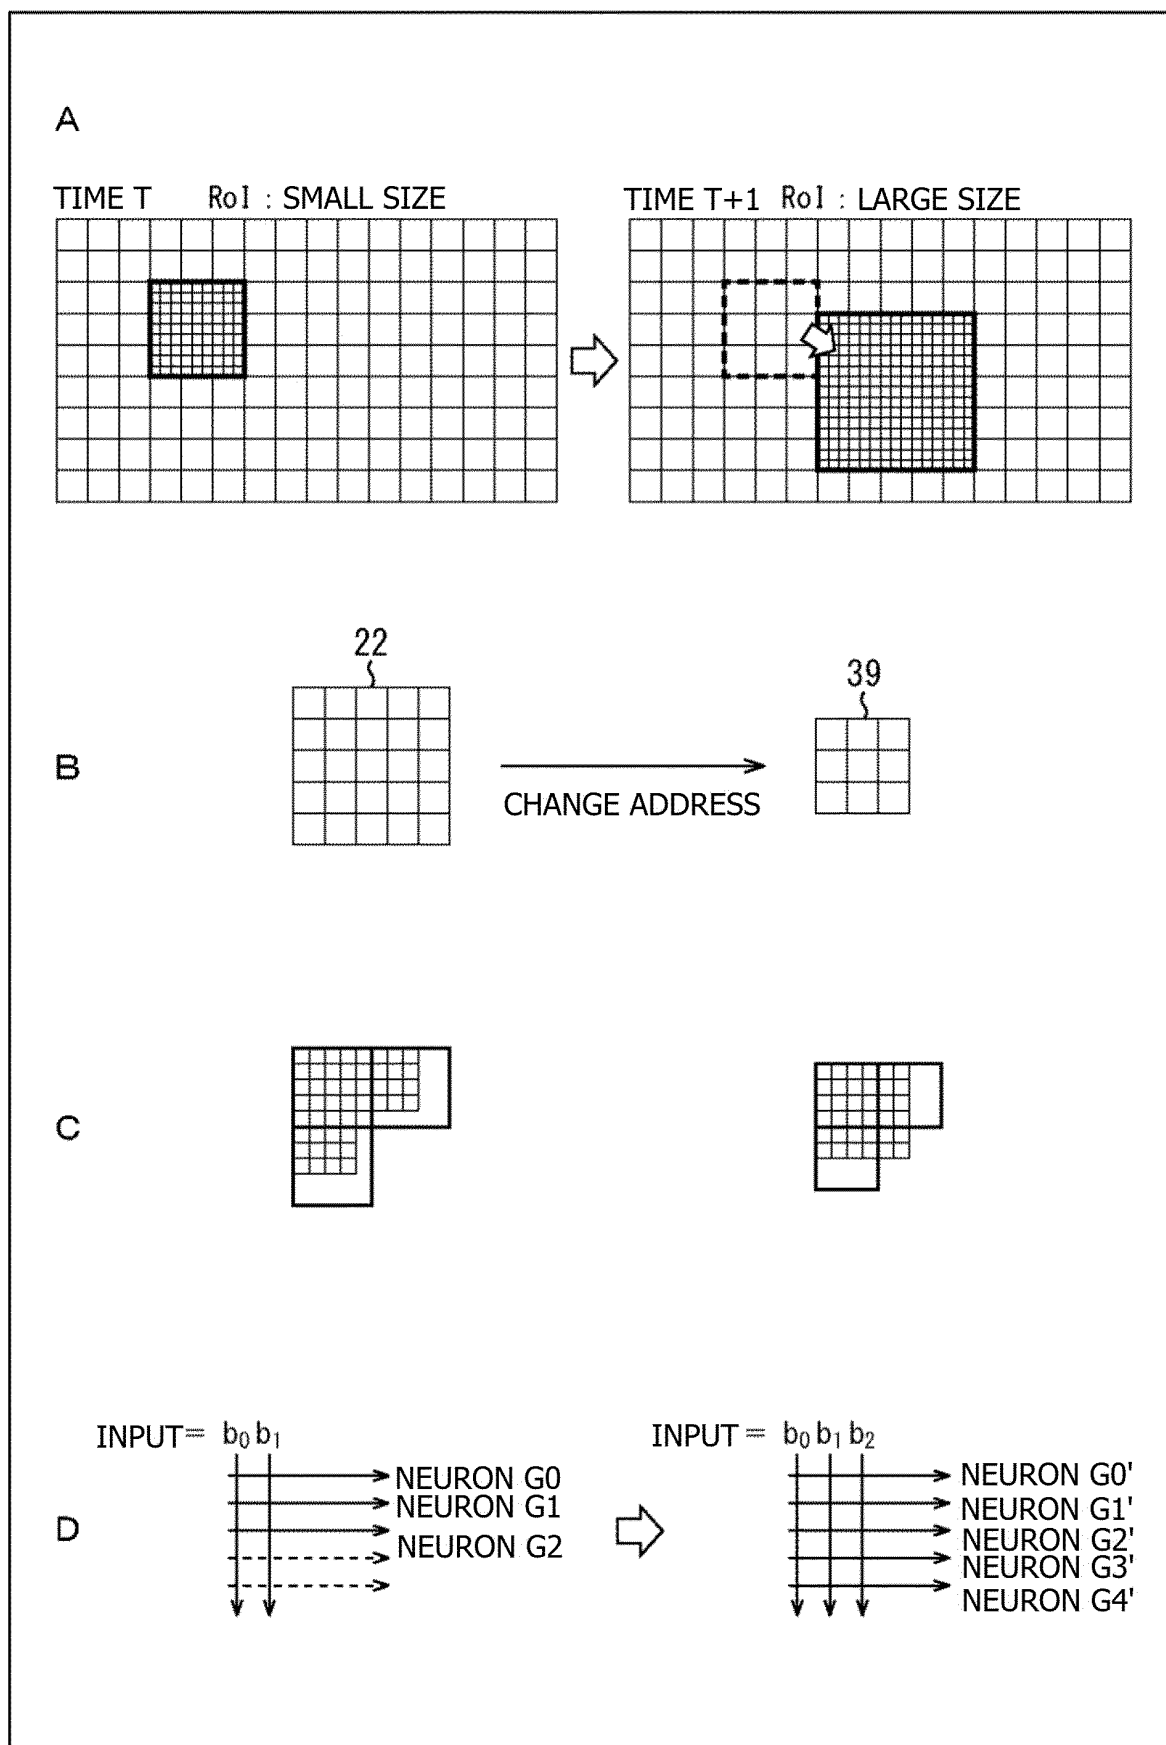 A
TIME T RoI : SMALL SIZE
TIME T+1 RoI : LARGE SIZE
22
39
B
CHANGE ADDRESS
C
INPUT= b0 b1
NEURON G0
NEURON G1
NEURON G2
D
INPUT = b0 b1 b2
NEURON G0'
NEURON G1'
NEURON G2'
NEURON G3'
NEURON G4'